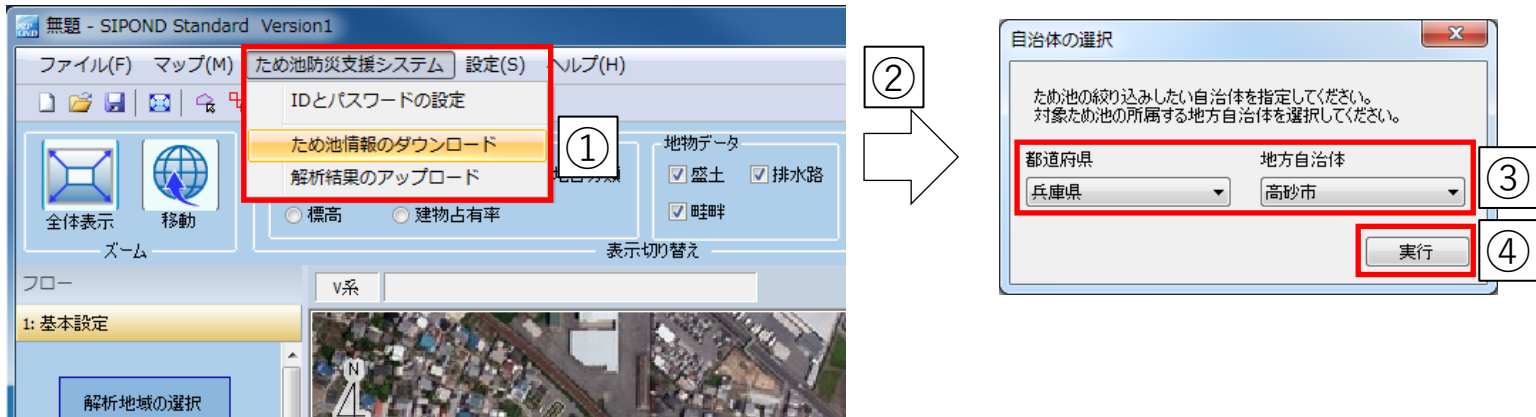 無題 - SIPOND Standard Version1
ファイル(F) マップ(M) ため池防災支援システム 設定(S) ヘルプ(H)
IDとパスワードの設定
ため池情報のダウンロード
解析結果のアップロード
①
全体表示 移動
ズーム
標高 建物占有率
表示切り替え
地物データ
盛土 排水路
畦畔
フロー
V系
1: 基本設定
解析地域の選択
N
②
自治体の選択
ため池の絞り込みしたい自治体を指定してください。
対象ため池の所属する地方自治体を選択してください。
都道府県 地方自治体
兵庫県 高砂市
③
実行
④